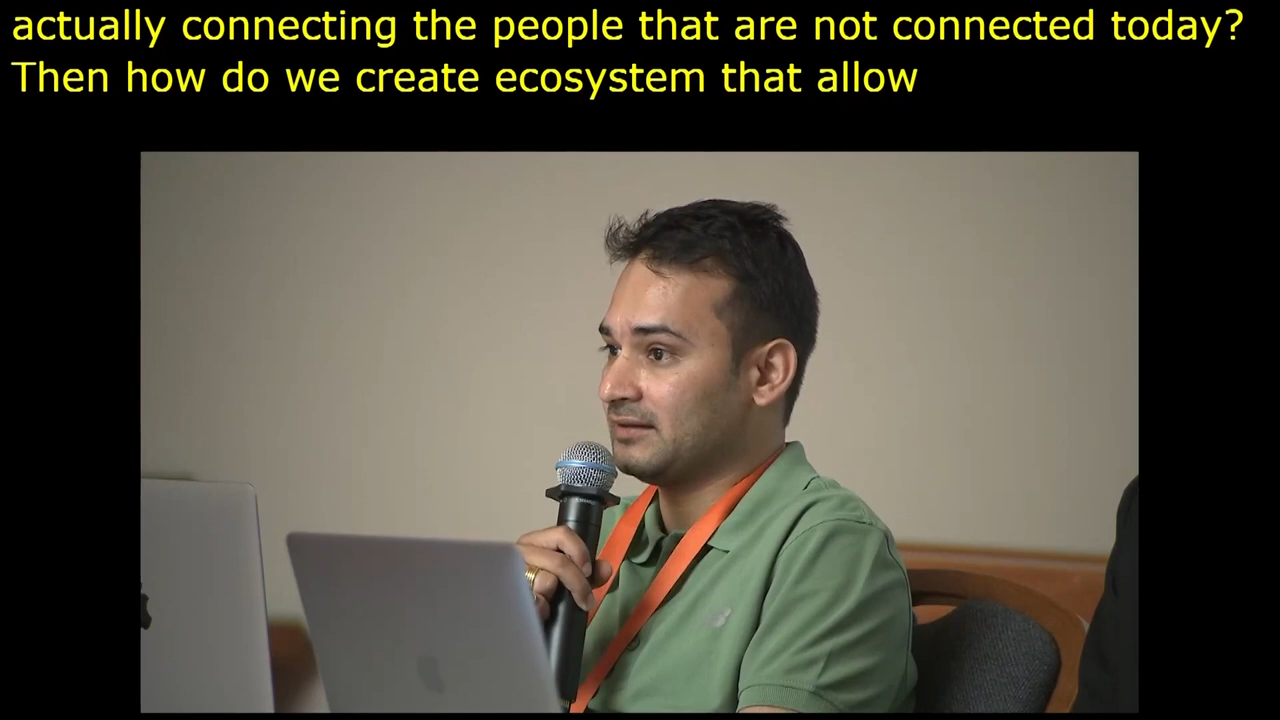 actually connecting the people that are not connected today?
Then how do we create ecosystem that allow